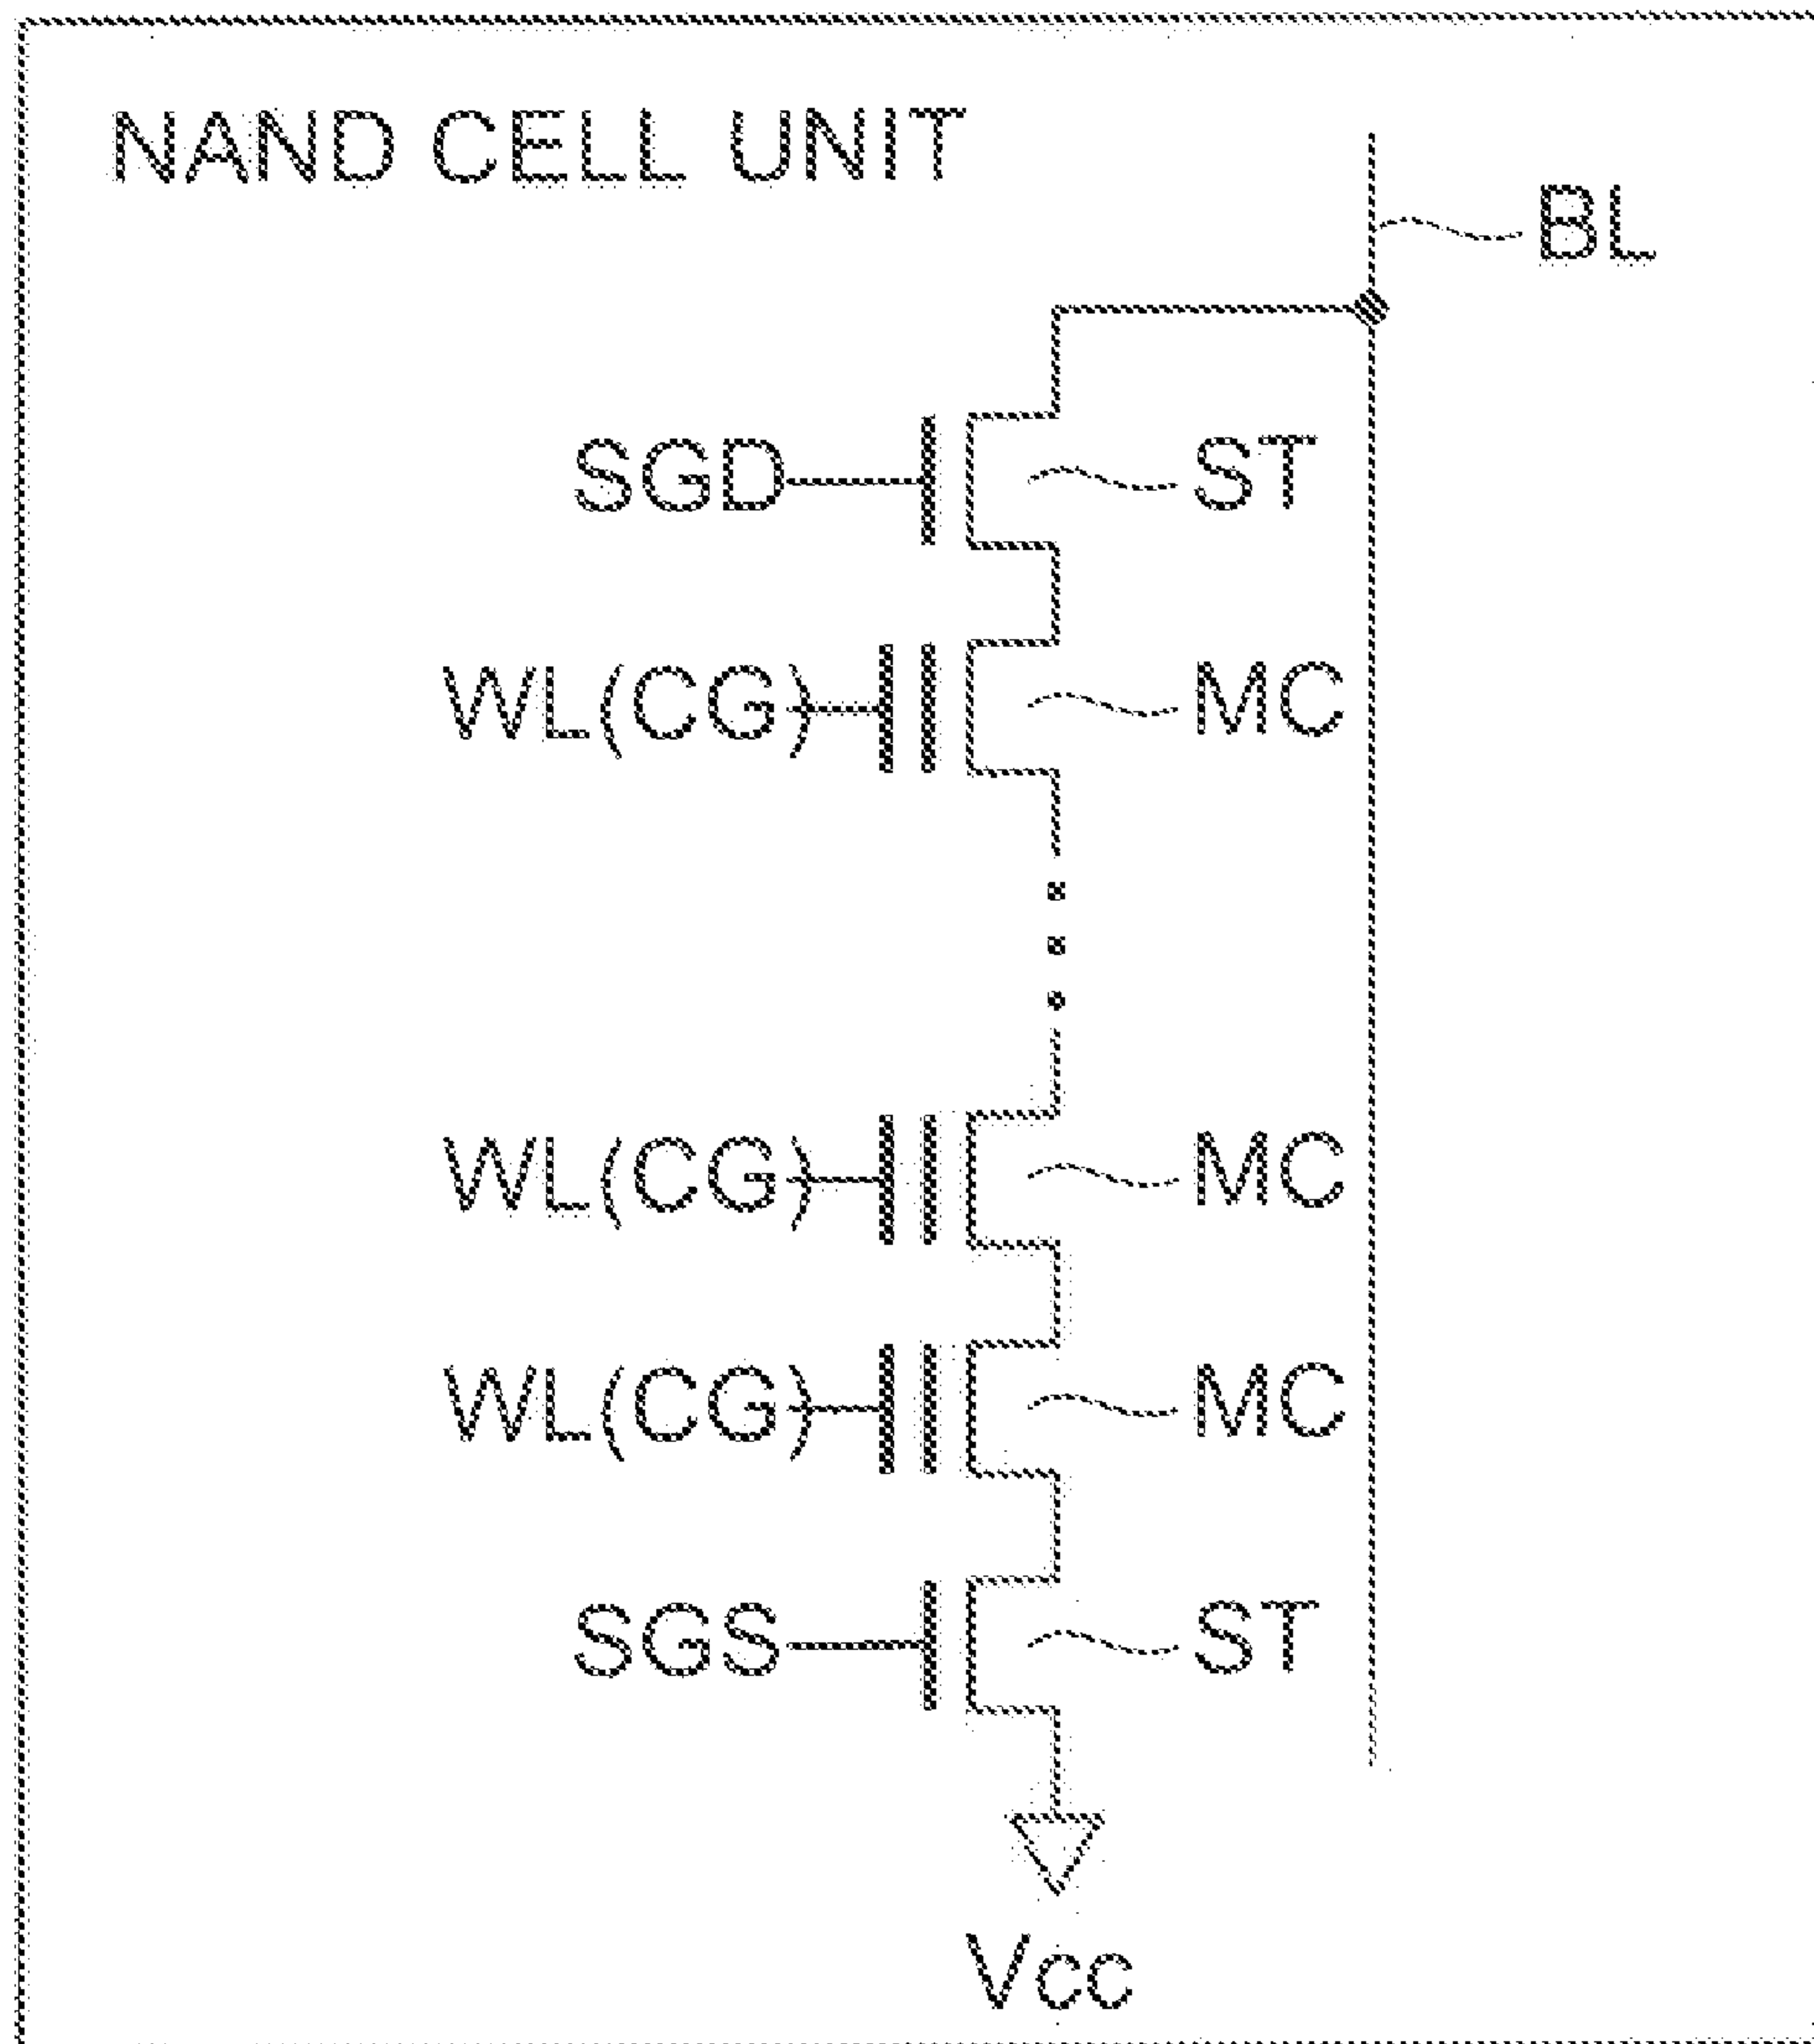 NAND CELL UNIT
BL
SGD ST
WL(CG) MC
WL(CG) MC
WL(CG) MC
SGS ST
Vcc